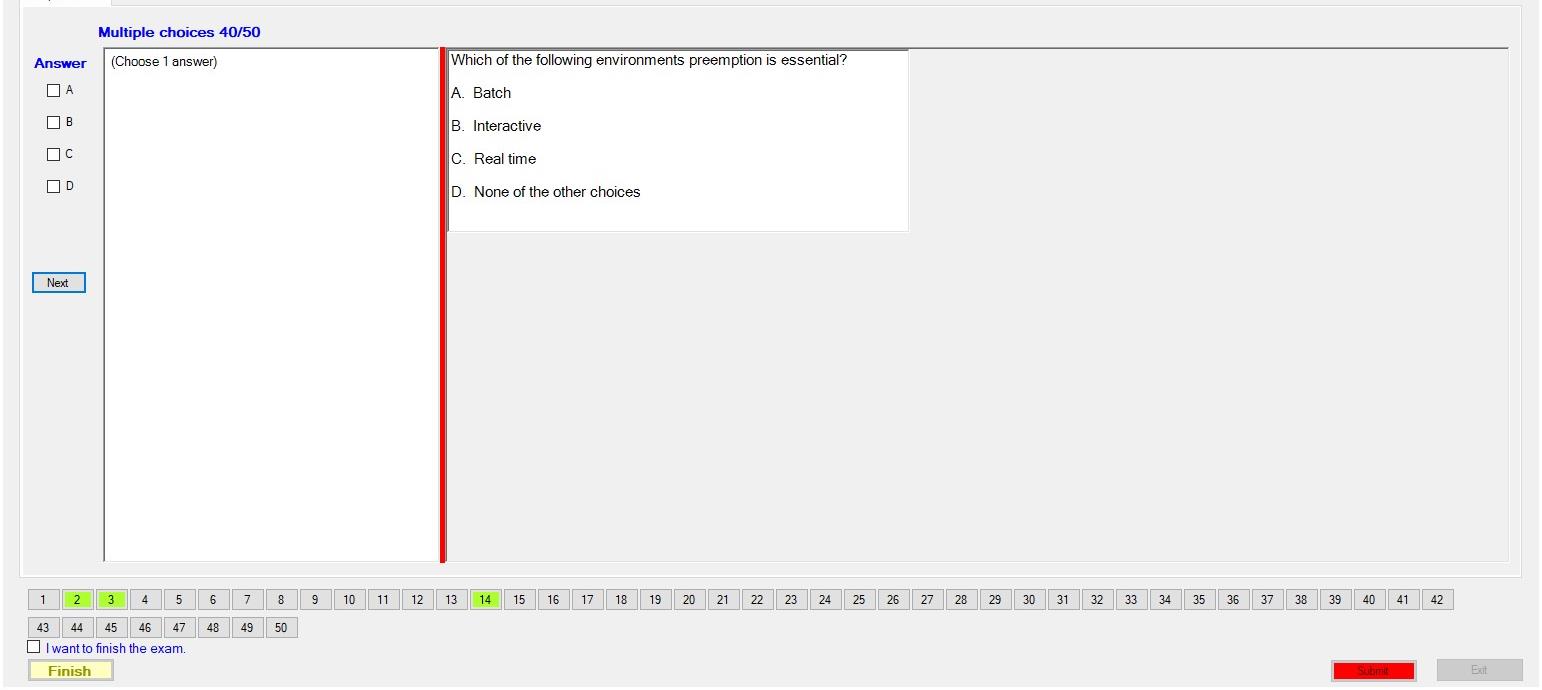 Multiple choices 40/50
Answer
(Choose 1 answer)
A
B
C
D
Next
Which of the following environments preemption is essential?
A. Batch
B. Interactive
C. Real time
D. None of the other choices
1 2 3 4 5 6 7 8 9 10 11 12 13 14 15 16 17 18 19 20 21 22 23 24 25 26 27 28 29 30 31 32 33 34 35 36 37 38 39 40 41 42
43 44 45 46 47 48 49 50
I want to finish the exam.
Finish
Submit
Exit